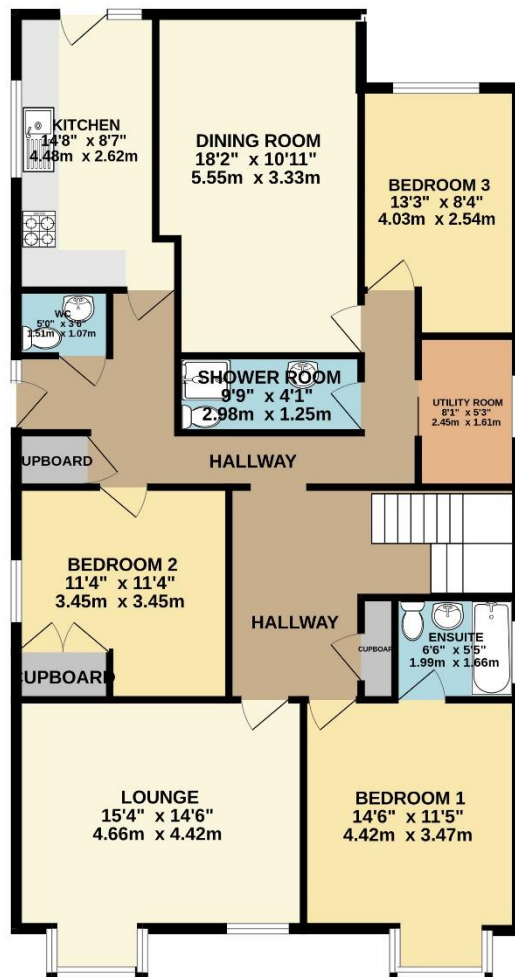 KITCHEN
14'8" x 8'7"
4.48m x 2.62m
DINING ROOM
18'2" x 10'11"
5.55m x 3.33m
BEDROOM 3
13'3" x 8'4"
4.03m x 2.54m
WC
5'0" x 3'6"
1.51m x 1.07m
SHOWER ROOM
9'9" x 4'1"
2.98m x 1.25m
UTILITY ROOM
8'1" x 5'3"
2.45m x 1.61m
CUPBOARD
HALLWAY
BEDROOM 2
11'4" x 11'4"
3.45m x 3.45m
CUPBOARD
HALLWAY
CUPBOARD
ENSUITE
6'6" x 5'5"
1.99m x 1.66m
LOUNGE
15'4" x 14'6"
4.66m x 4.42m
BEDROOM 1
14'6" x 11'5"
4.42m x 3.47m